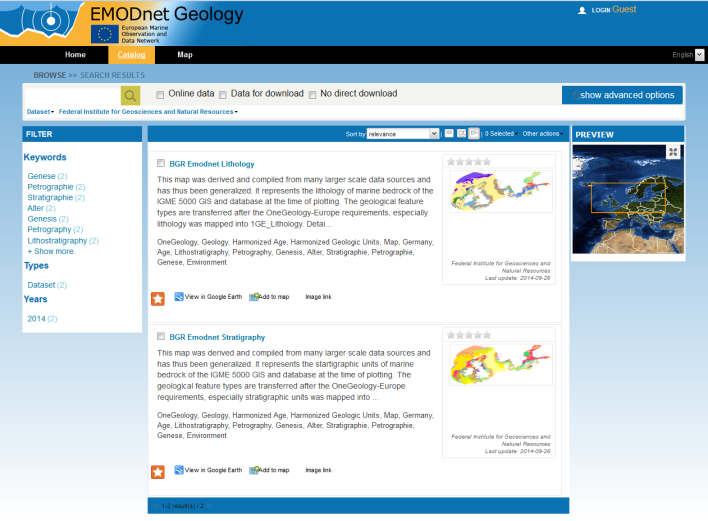 EMODnet Geology
European Marine
Observation and
Data Network
LOGIN Guest
Home Catalog Map English
BROWSE >> SEARCH RESULTS
Online data Data for download No direct download show advanced options
Dataset Federal Institute for Geosciences and Natural Resources
FILTER
Keywords
Genese (2)
Petrographie (2)
Stratigraphie (2)
Alter (2)
Genesis (2)
Petrography (2)
Lithostratigraphy (2)
+ Show more
Types
Dataset (2)
Years
2014 (2)
Sort by relevance 0 Selected Other actions
BGR Emodnet Lithology
This map was derived and compiled from many larger scale data sources and
has thus been generalized. It represents the lithology of marine bedrock of the
IGME 5000 GIS and database at the time of plotting. The geological feature
types are transferred after the OneGeology-Europe requirements, especially
lithology was mapped into 1GE_Lithology. Detai...
OneGeology, Geology, Harmonized Age, Harmonized Geologic Units, Map, Germany,
Age, Lithostratigraphy, Petrography, Genesis, Alter, Stratigraphie, Petrographie,
Genese, Environment
Federal Institute for Geosciences and
Natural Resources
Last update: 2014-09-26
View in Google Earth Add to map Image link
BGR Emodnet Stratigraphy
This map was derived and compiled from many larger scale data sources and
has thus been generalized. It represents the startigraphic units of marine
bedrock of the IGME 5000 GIS and database at the time of plotting. The
geological feature types are transferred after the OneGeology-Europe
requirements, especially stratigraphic units was mapped into ...
OneGeology, Geology, Harmonized Age, Harmonized Geologic Units, Map, Germany,
Age, Lithostratigraphy, Petrography, Genesis, Alter, Stratigraphie, Petrographie,
Genese, Environment
Federal Institute for Geosciences and
Natural Resources
Last update: 2014-09-26
View in Google Earth Add to map Image link
1-2 result(s) / 2
PREVIEW